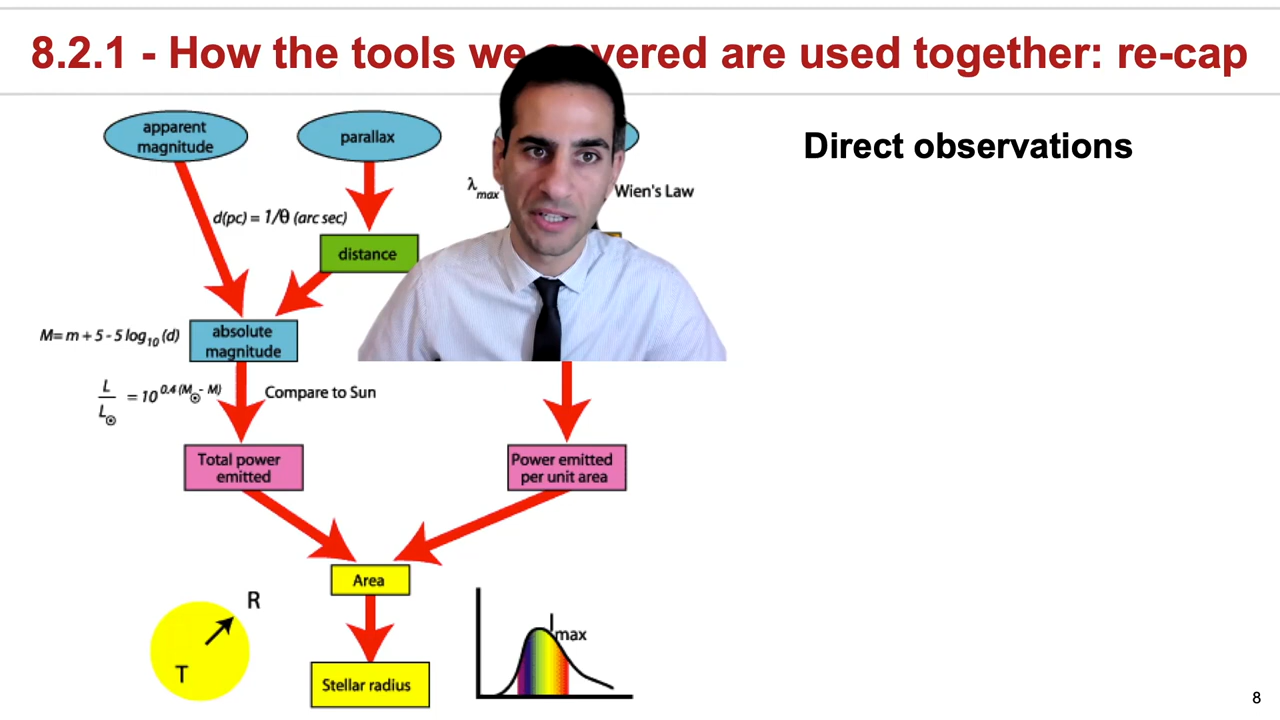 8.2.1 - How the tools we covered are used together: re-cap
apparent
magnitude
parallax
Direct observations
λmax
Wien's Law
d(pc) = 1/θ (arc sec)
distance
M= m + 5 - 5 log10 (d)
absolute
magnitude
L
L☉
= 10^0.4 (M☉ - M)
Compare to Sun
Total power
emitted
Power emitted
per unit area
Area
R
T
max
Stellar radius
8